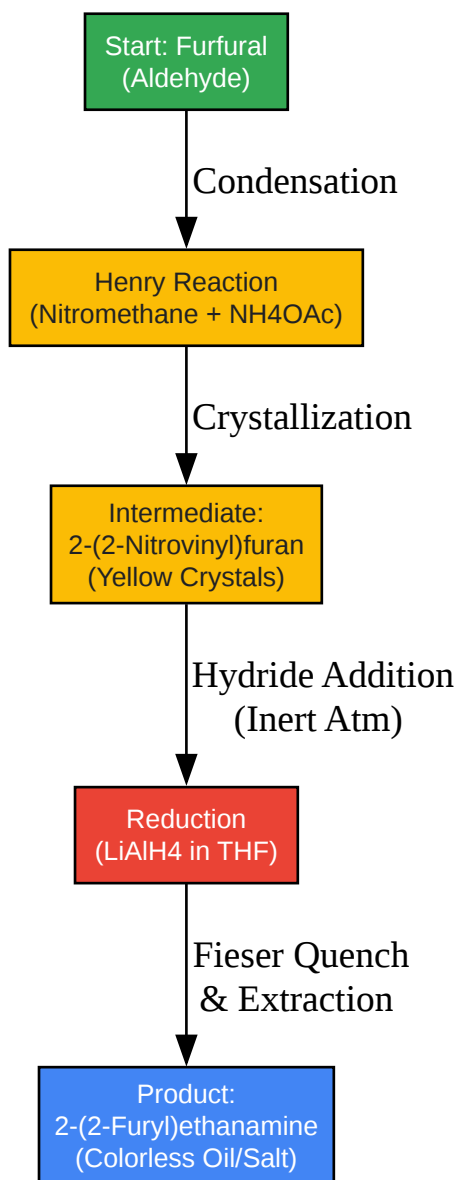 Start: Furfural
(Aldehyde)
Condensation
Henry Reaction
(Nitromethane + NH4OAc)
Crystallization
Intermediate:
2-(2-Nitrovinyl)furan
(Yellow Crystals)
Hydride Addition
(Inert Atm)
Reduction
(LiAlH4 in THF)
Fieser Quench
& Extraction
Product:
2-(2-Furyl)ethanamine
(Colorless Oil/Salt)